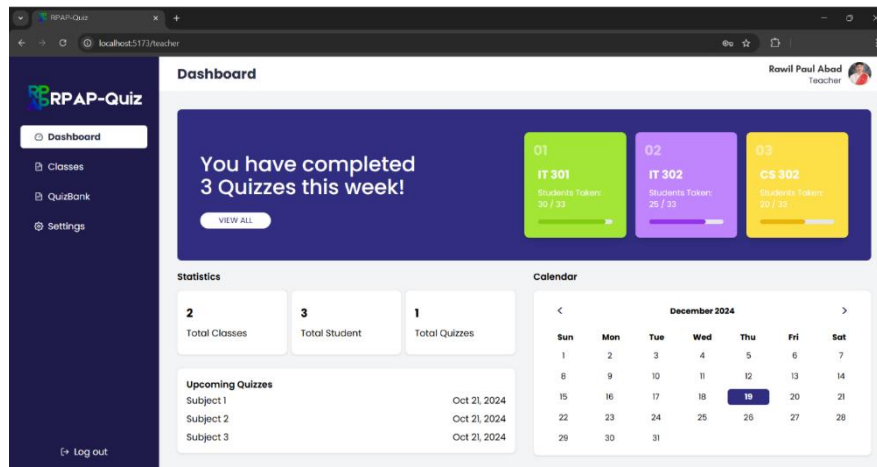 RPAP-Quiz
localhost:5173/teacher
RPAP-Quiz
Dashboard
Classes
QuizBank
Settings
Log out
Dashboard
Rawil Paul Abad
Teacher
You have completed
3 Quizzes this week!
VIEW ALL
01
IT 301
Students Taken:
30 / 33
02
IT 302
Students Taken:
25 / 33
03
CS 302
Students Taken:
20 / 33
Statistics
2
Total Classes
3
Total Student
1
Total Quizzes
Upcoming Quizzes
Subject 1 Oct 21, 2024
Subject 2 Oct 21, 2024
Subject 3 Oct 21, 2024
Calendar
December 2024
Sun Mon Tue Wed Thu Fri Sat
1 2 3 4 5 6 7
8 9 10 11 12 13 14
15 16 17 18 19 20 21
22 23 24 25 26 27 28
29 30 31